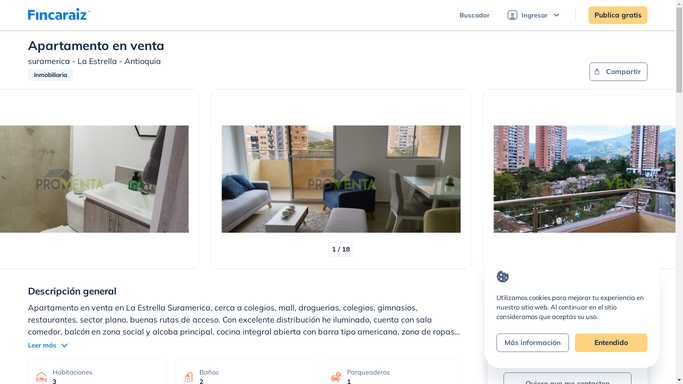 Fincaraiz
Buscador
Ingresar
Publica gratis
Apartamento en venta
suramerica - La Estrella - Antioquia
Inmobiliaria
Compartir
PROVENTA
PROVENTA
PROVENTA
1 / 18
Descripción general
Apartamento en venta en La Estrella Suramerica, cerca a colegios, mall, droguerias, colegios, gimnasios,
restaurantes, sector plano, buenas rutas de acceso. Con excelente distribución he iluminado, cuenta con sala
comedor, balcón en zona social y alcoba principal, cocina integral abierta con barra tipo americana, zona de ropas...
Leer más
Habitaciones
3
Baños
2
Parqueaderos
1
Utilizamos cookies para mejorar tu experiencia en
nuestro sitio web. Al continuar en el sitio
consideramos que aceptas su uso.
Más información
Entendido
Quiero que me contacten